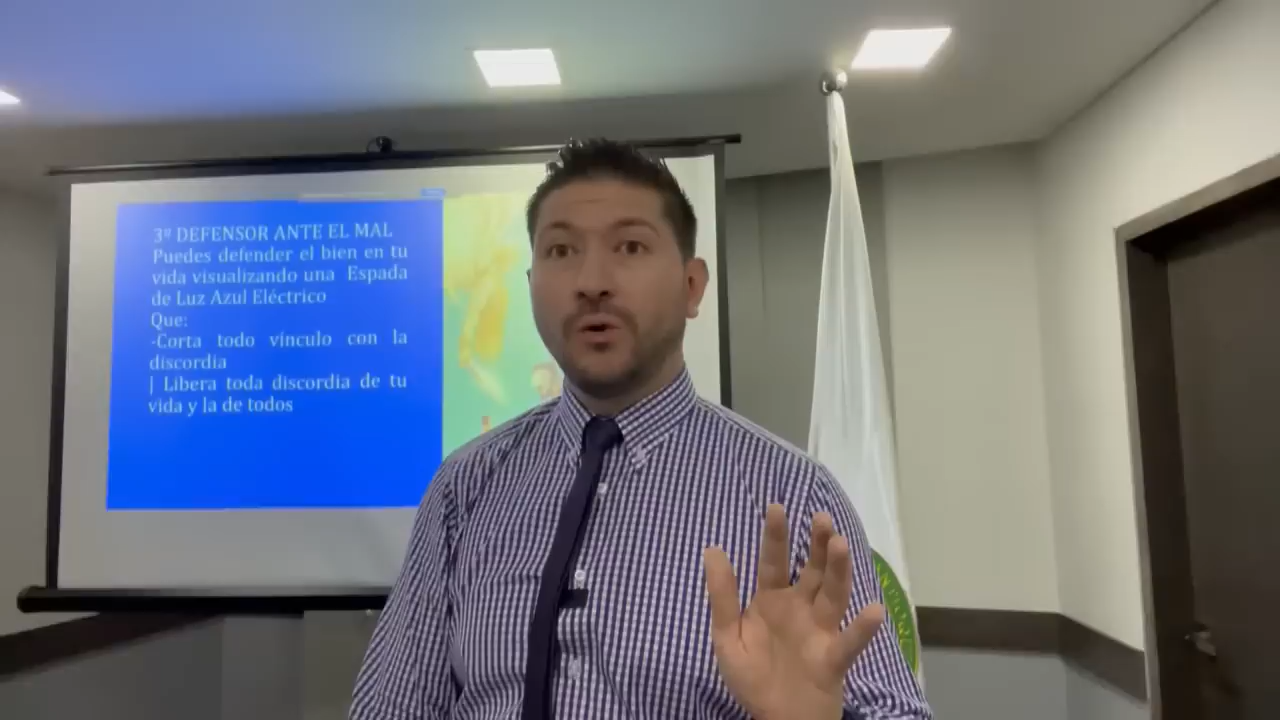 3º DEFENSOR ANTE EL MAL
Puedes defender el bien en tu
vida visualizando una Espada
de Luz Azul Eléctrico
Que:
-Corta todo vínculo con la
discordia
| Libera toda discordia de tu
vida y la de todos